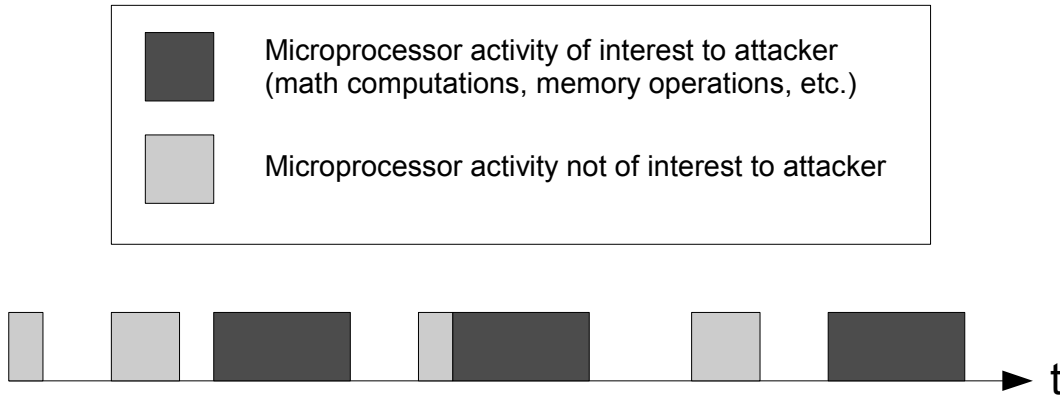 Microprocessor activity of interest to attacker
(math computations, memory operations, etc.)
Microprocessor activity not of interest to attacker
t